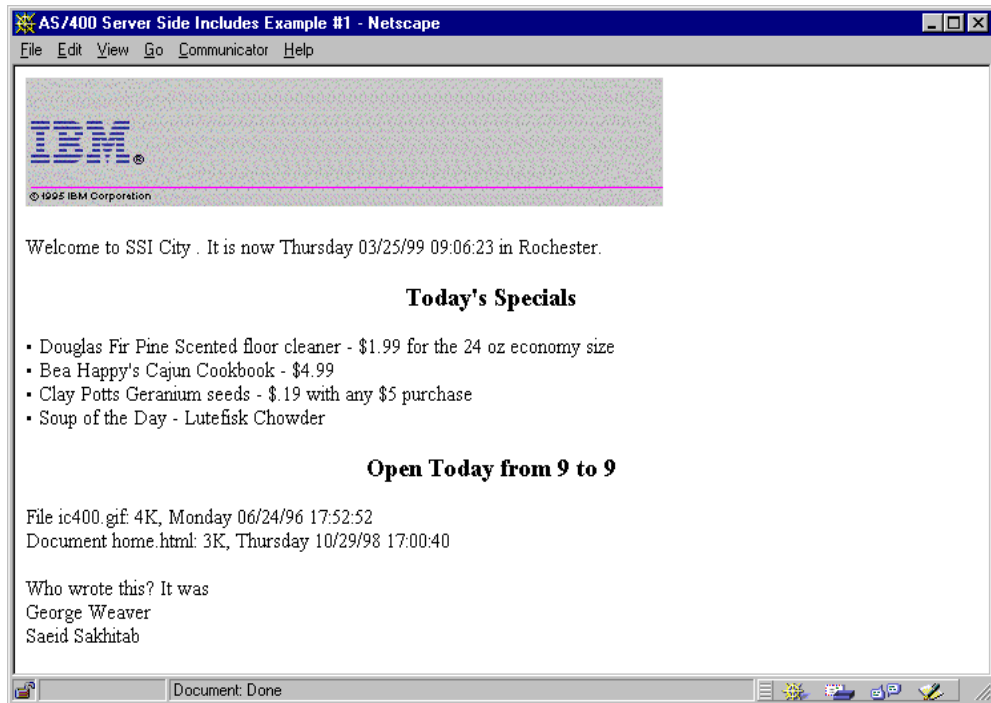 AS/400 Server Side Includes Example #1 - Netscape
File Edit View Go Communicator Help
IBM®
© 1995 IBM Corporation
Welcome to SSI City . It is now Thursday 03/25/99 09:06:23 in Rochester.
Today's Specials
▪ Douglas Fir Pine Scented floor cleaner - $1.99 for the 24 oz economy size
▪ Bea Happy's Cajun Cookbook - $4.99
▪ Clay Potts Geranium seeds - $.19 with any $5 purchase
▪ Soup of the Day - Lutefisk Chowder
Open Today from 9 to 9
File ic400.gif: 4K, Monday 06/24/96 17:52:52
Document home.html: 3K, Thursday 10/29/98 17:00:40
Who wrote this? It was
George Weaver
Saeid Sakhitab
Document: Done